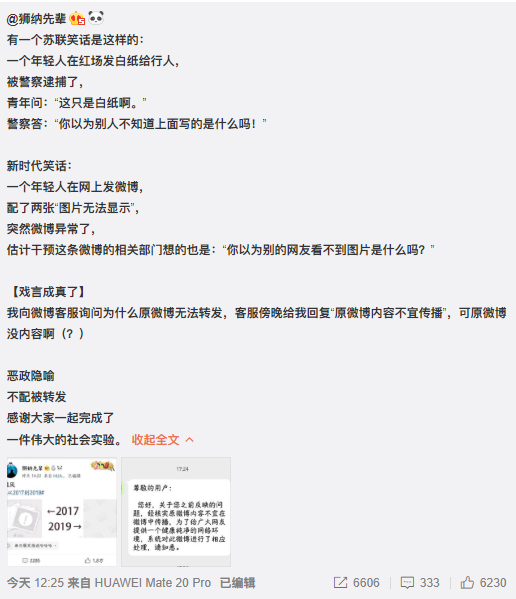 @狮纳先辈
有一个苏联笑话是这样的：
一个年轻人在红场发白纸给行人，
被警察逮捕了，
青年问：“这只是白纸啊。”
警察答：“你以为别人不知道上面写的是什么吗！”
新时代笑话：
一个年轻人在网上发微博，
配了两张“图片无法显示”，
突然微博异常了，
估计干预这条微博的相关部门想的也是：“你以为别的网友看不到图片是什么吗？”
【戏言成真了】
我向微博客服询问为什么原微博无法转发，客服傍晚给我回复“原微博内容不宜传播”，可原微博
没内容啊（？）
恶政隐喻
不配被转发
感谢大家一起完成了
一件伟大的社会实验。 收起全文
狮纳先辈
←2017
2019→
17:24
尊敬的用户：
您好，关于您之前反映的问
题，经核实原微博内容不宜在
微博中传播，为了给广大网友
提供一个健康纯净的网络环
境，系统对此微博进行了相应
处理，请知悉。
今天 12:25 来自 HUAWEI Mate 20 Pro 已编辑
6606 333 6230